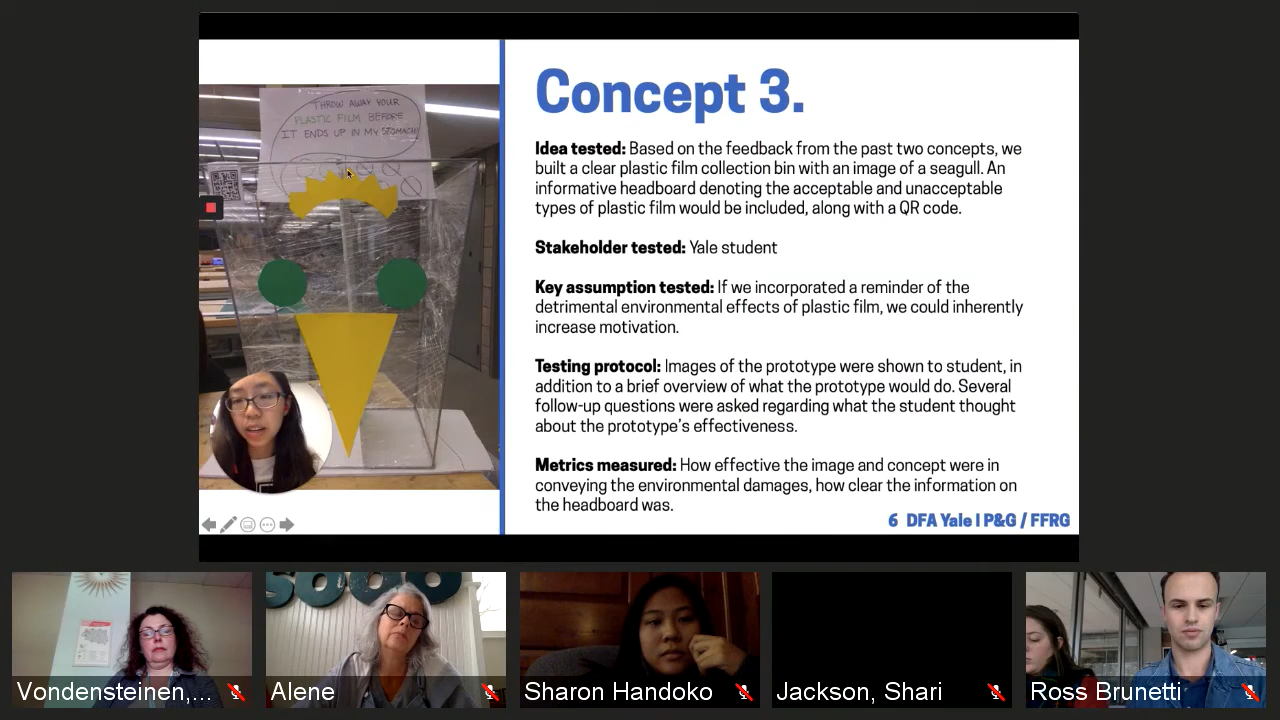 THROW AWAY YOUR
PLASTIC FILM BEFORE
IT ENDS UP IN MY STOMACH!
Concept 3.
Idea tested: Based on the feedback from the past two concepts, we
built a clear plastic film collection bin with an image of a seagull. An
informative headboard denoting the acceptable and unacceptable
types of plastic film would be included, along with a QR code.
Stakeholder tested: Yale student
Key assumption tested: If we incorporated a reminder of the
detrimental environmental effects of plastic film, we could inherently
increase motivation.
Testing protocol: Images of the prototype were shown to student, in
addition to a brief overview of what the prototype would do. Several
follow-up questions were asked regarding what the student thought
about the prototype's effectiveness.
Metrics measured: How effective the image and concept were in
conveying the environmental damages, how clear the information on
the headboard was.
6 DFA Yale I P&G / FFRG
SOHO
Vondensteinen,...
Alene
Sharon Handoko
Jackson, Shari
Ross Brunetti